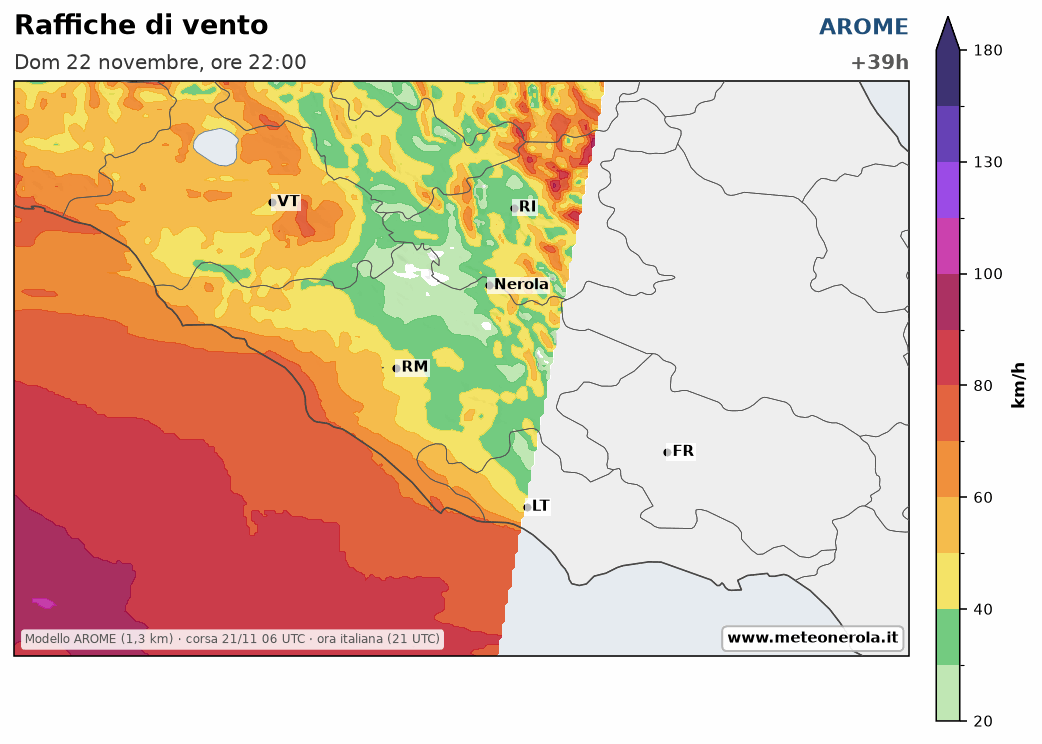 Raffiche di vento
AROME
Dom 22 novembre, ore 22:00
+39h
VT
RI
Nerola
RM
FR
LT
Modello AROME (1,3 km) · corsa 21/11 06 UTC · ora italiana (21 UTC)
www.meteonerola.it
180
130
100
80
60
40
20
km/h